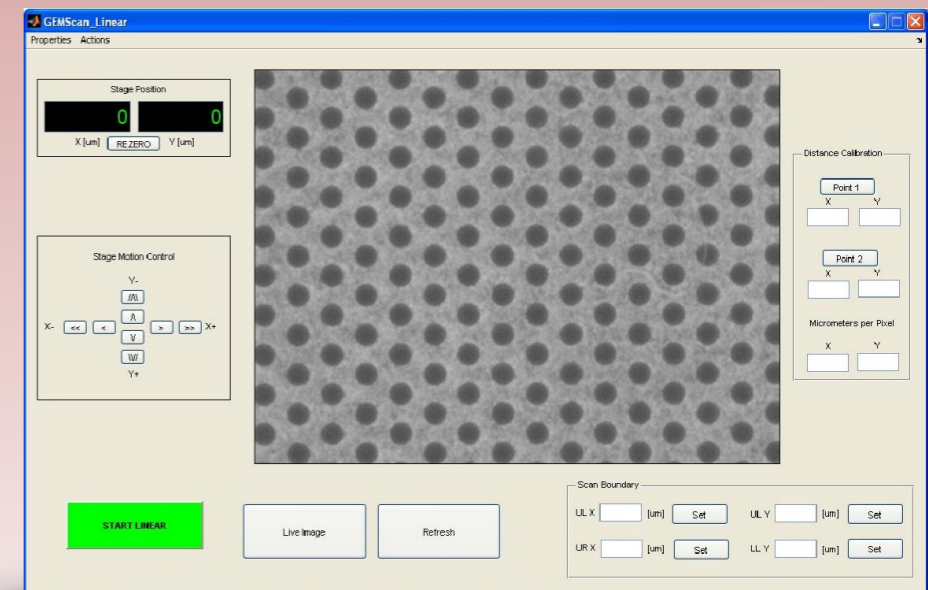 GEMScan_Linear
Properties Actions
Stage Position
0 0
X [um] REZERO Y [um]
Stage Motion Control
Y-
/\/\
/\
X- << < > >> X+
\/
\/\/
Y+
START LINEAR
Live Image
Refresh
Distance Calibration
Point 1
X Y
Point 2
X Y
Micrometers per Pixel
X Y
Scan Boundary
UL X [um] Set UL Y [um] Set
UR X [um] Set LL Y [um] Set